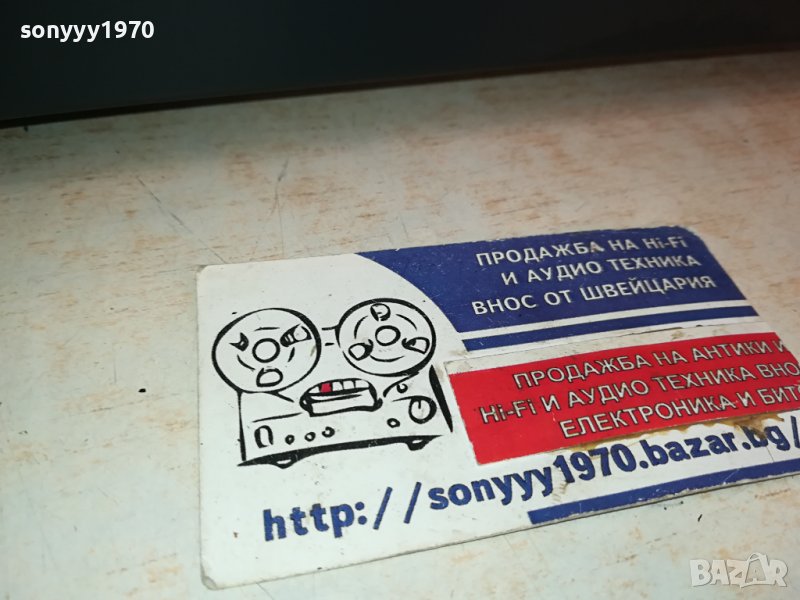 sonyyy1970
ПРОДАЖБА НА Hi-Fi
И АУДИО ТЕХНИКА
ВНОС ОТ ШВЕЙЦАРИЯ
ПРОДАЖБА НА АНТИКИ И
Hi-Fi И АУДИО ТЕХНИКА ВНО
ЕЛЕКТРОНИКА И БИТ
http://sonyyy1970.bazar.bg/
BAZAR